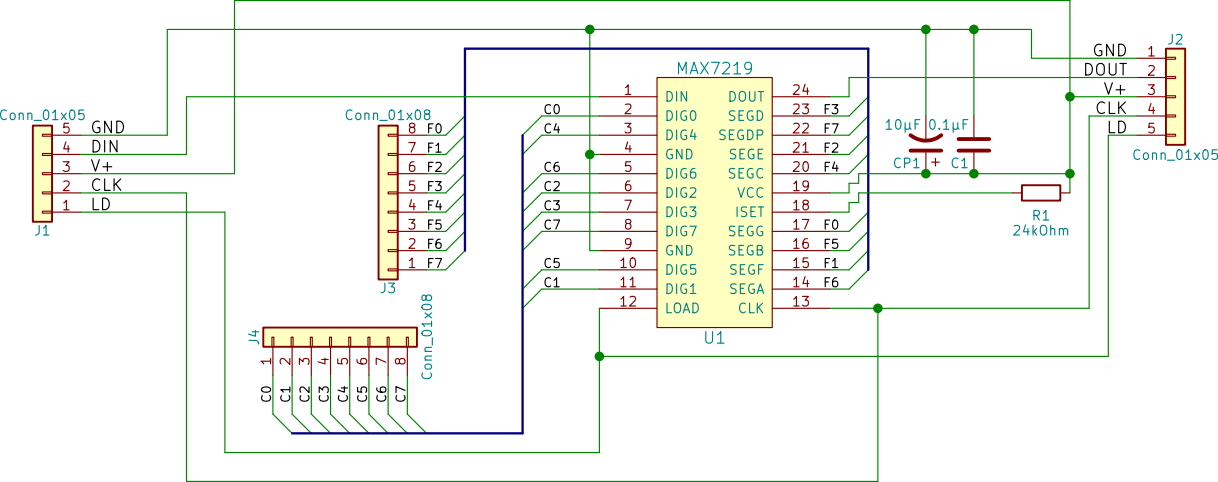 Conn_01x05
5 GND
4 DIN
3 V+
2 CLK
1 LD
J1
Conn_01x08
8 F0
7 F1
6 F2
5 F3
4 F4
3 F5
2 F6
1 F7
J3
J4
Conn_01x08
1 2 3 4 5 6 7 8
C0 C1 C2 C3 C4 C5 C6 C7
MAX7219
1 DIN DOUT 24
C0 2 DIG0 SEGD 23 F3
C4 3 DIG4 SEGDP 22 F7
4 GND SEGE 21 F2
C6 5 DIG6 SEGC 20 F4
C2 6 DIG2 VCC 19
C3 7 DIG3 ISET 18
C7 8 DIG7 SEGG 17 F0
9 GND SEGB 16 F5
C5 10 DIG5 SEGF 15 F1
C1 11 DIG1 SEGA 14 F6
12 LOAD CLK 13
U1
10µF 0.1µF
CP1 + C1
R1
24kOhm
J2
GND 1
DOUT 2
V+ 3
CLK 4
LD 5
Conn_01x05